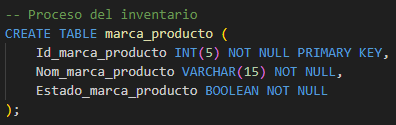 -- Proceso del inventario
CREATE TABLE marca_producto (
    Id_marca_producto INT(5) NOT NULL PRIMARY KEY,
    Nom_marca_producto VARCHAR(15) NOT NULL,
    Estado_marca_producto BOOLEAN NOT NULL
);